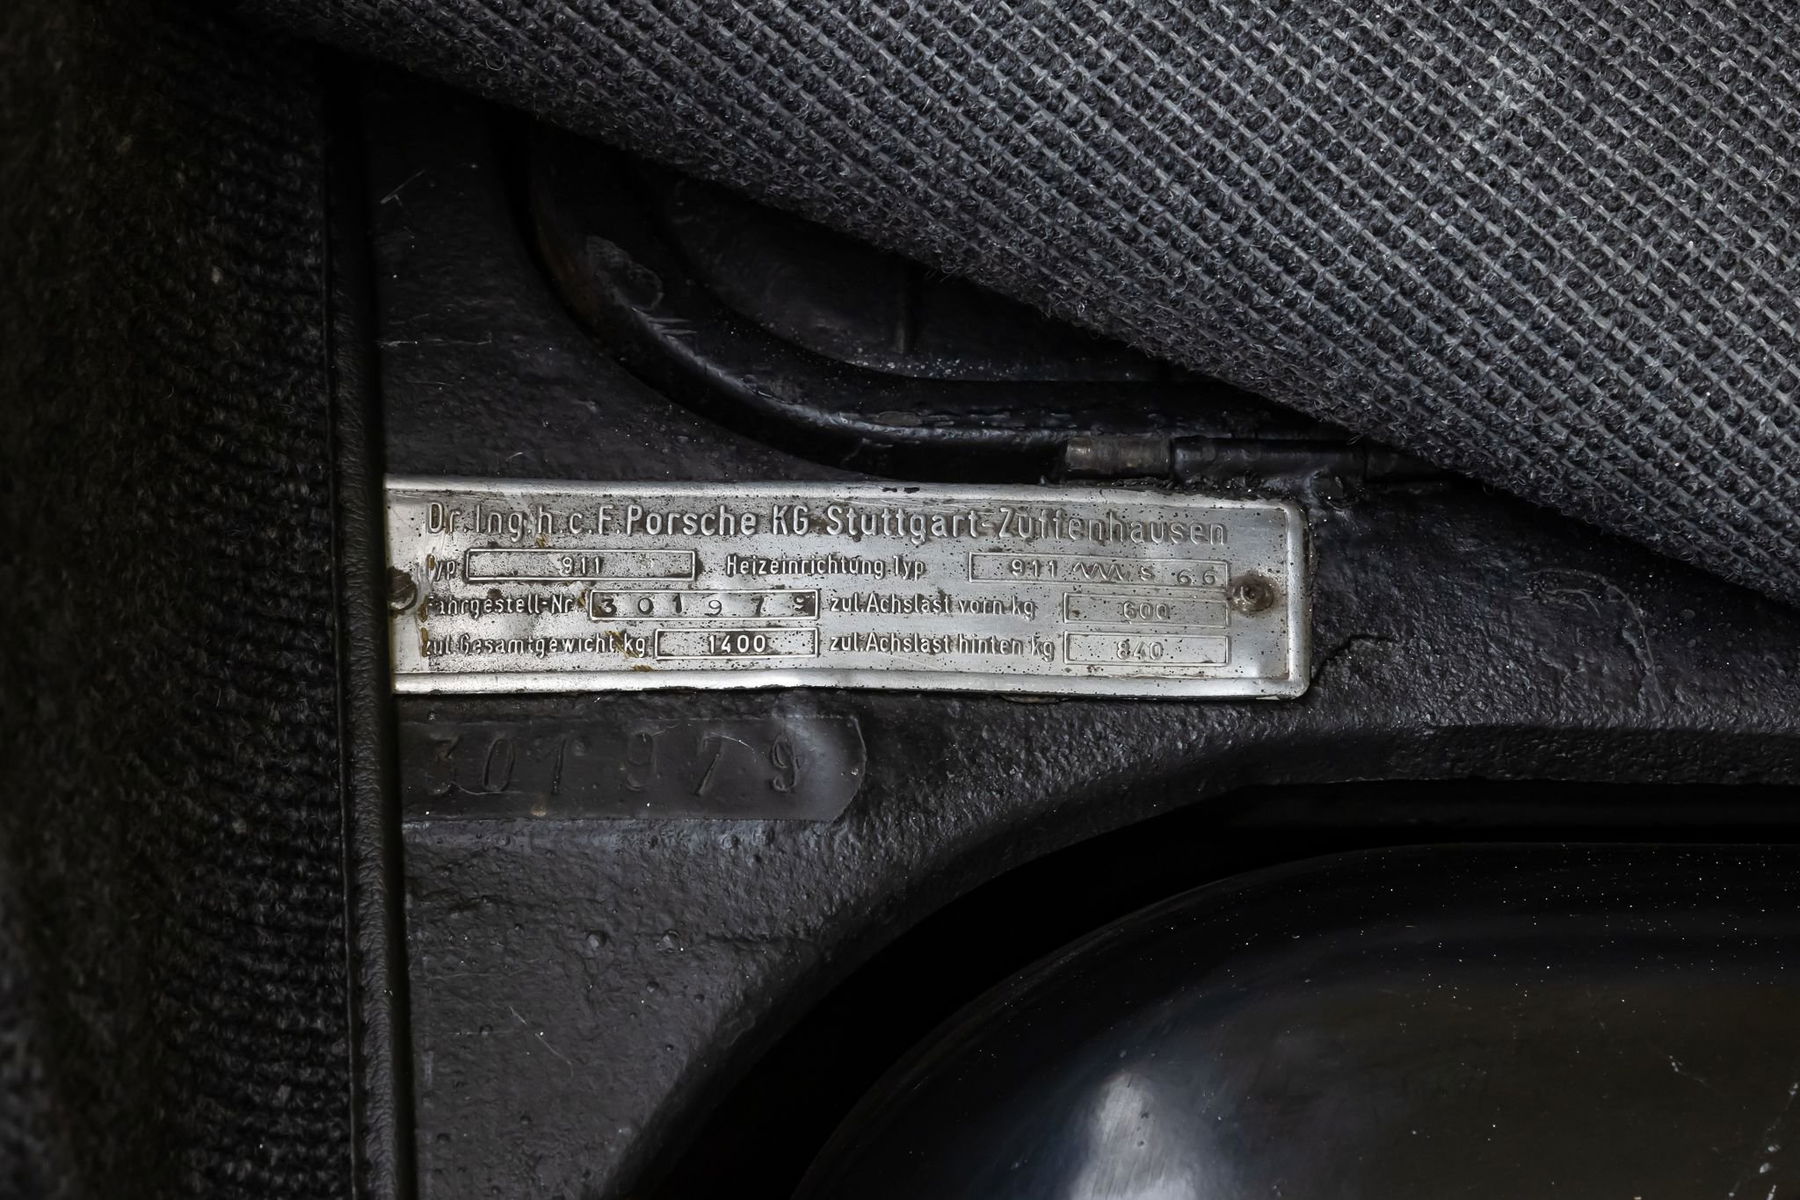 Dr. Ing. h. c. F. Porsche KG. Stuttgart-Zuffenhausen
Typ 911 Heizeinrichtung Typ 911 S 66
Fahrgestell-Nr. 301979 zul. Achslast vorn kg 600
zul. Gesamtgewicht kg 1400 zul. Achslast hinten kg 840
301979